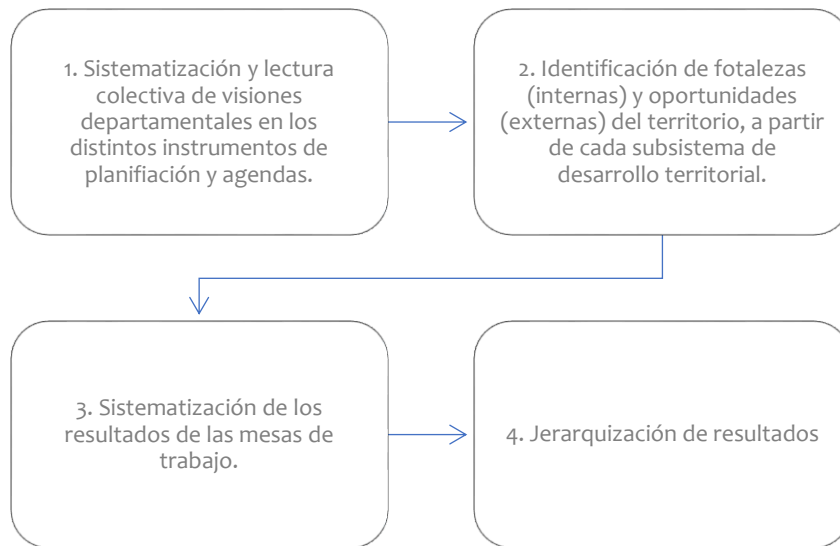 1. Sistematización y lectura
colectiva de visiones
departamentales en los
distintos instrumentos de
planifiación y agendas.
2. Identificación de fotalezas
(internas) y oportunidades
(externas) del territorio, a partir
de cada subsistema de
desarrollo territorial.
3. Sistematización de los
resultados de las mesas de
trabajo.
4. Jerarquización de resultados